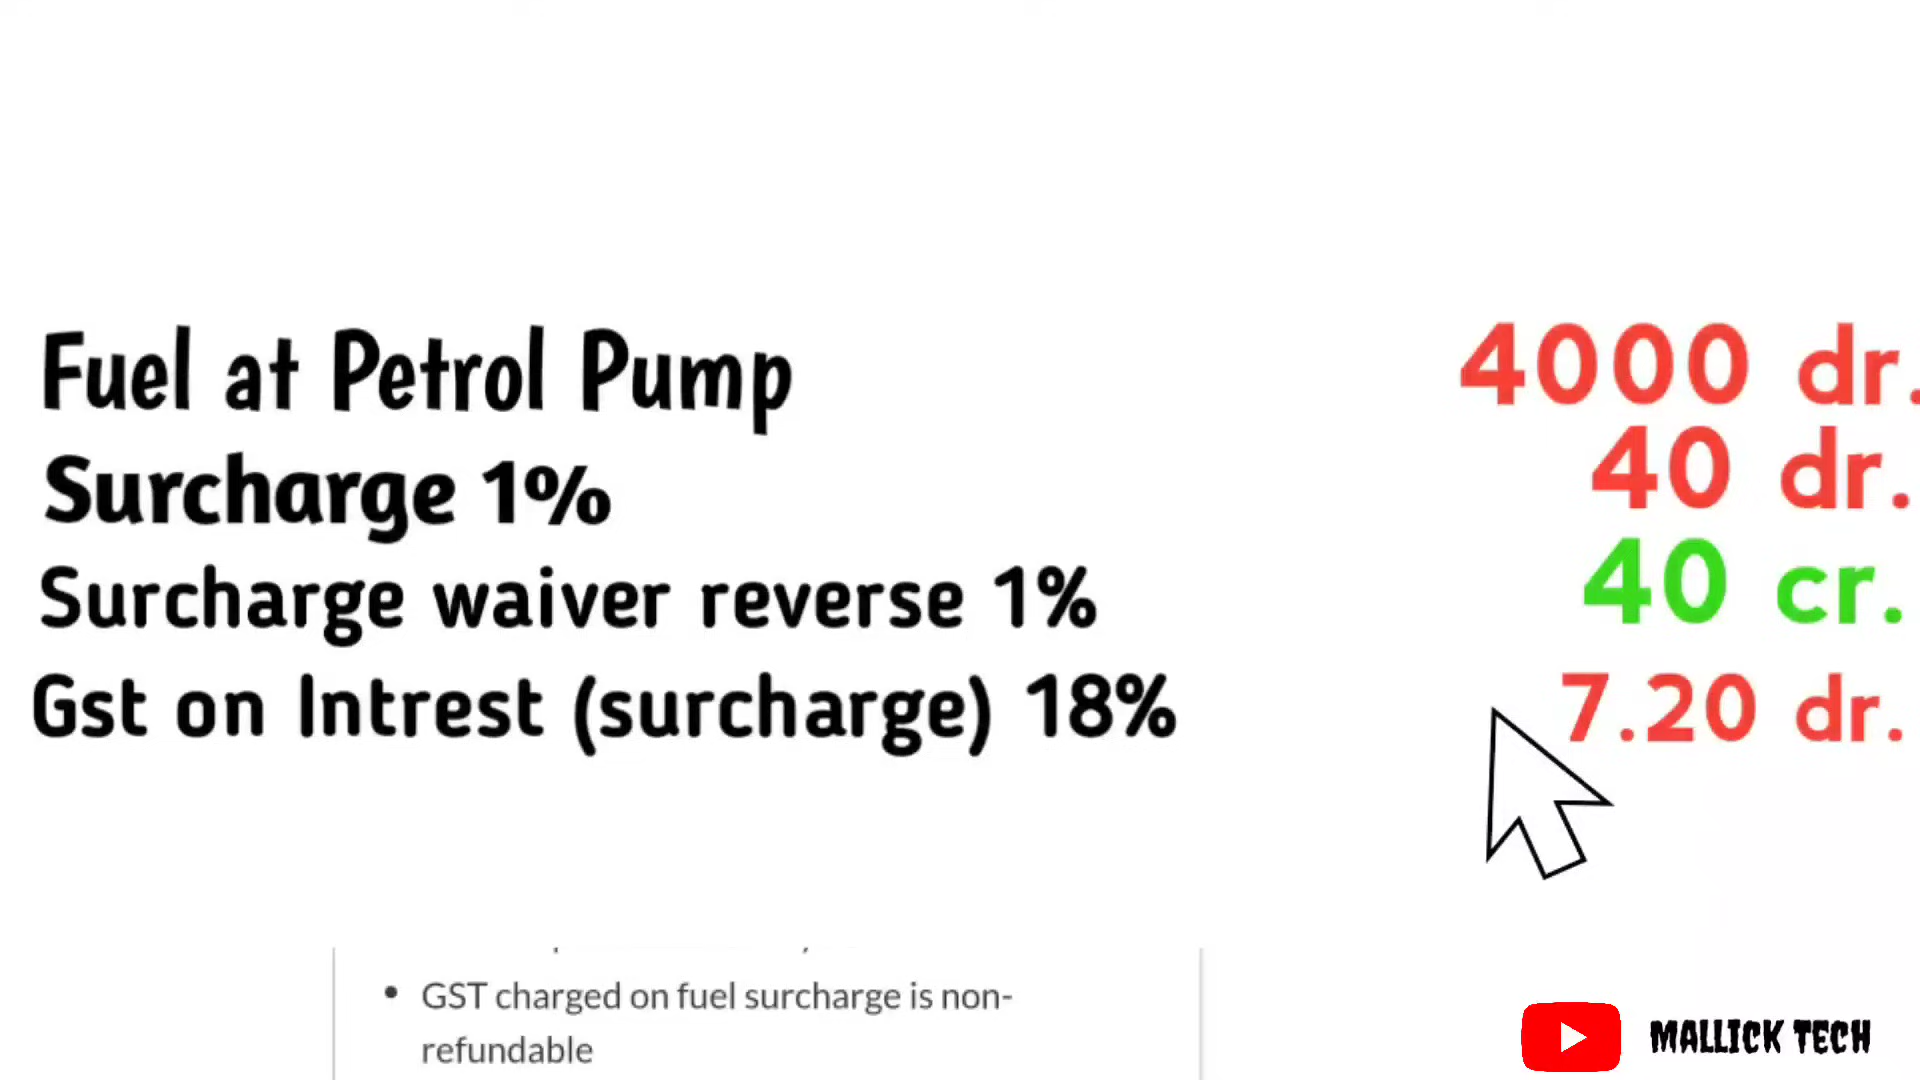 Fuel at Petrol Pump 4000 dr.
Surcharge 1% 40 dr.
Surcharge waiver reverse 1% 40 cr.
Gst on Intrest (surcharge) 18% 7.20 dr.
• GST charged on fuel surcharge is non-
refundable
MALLICK TECH